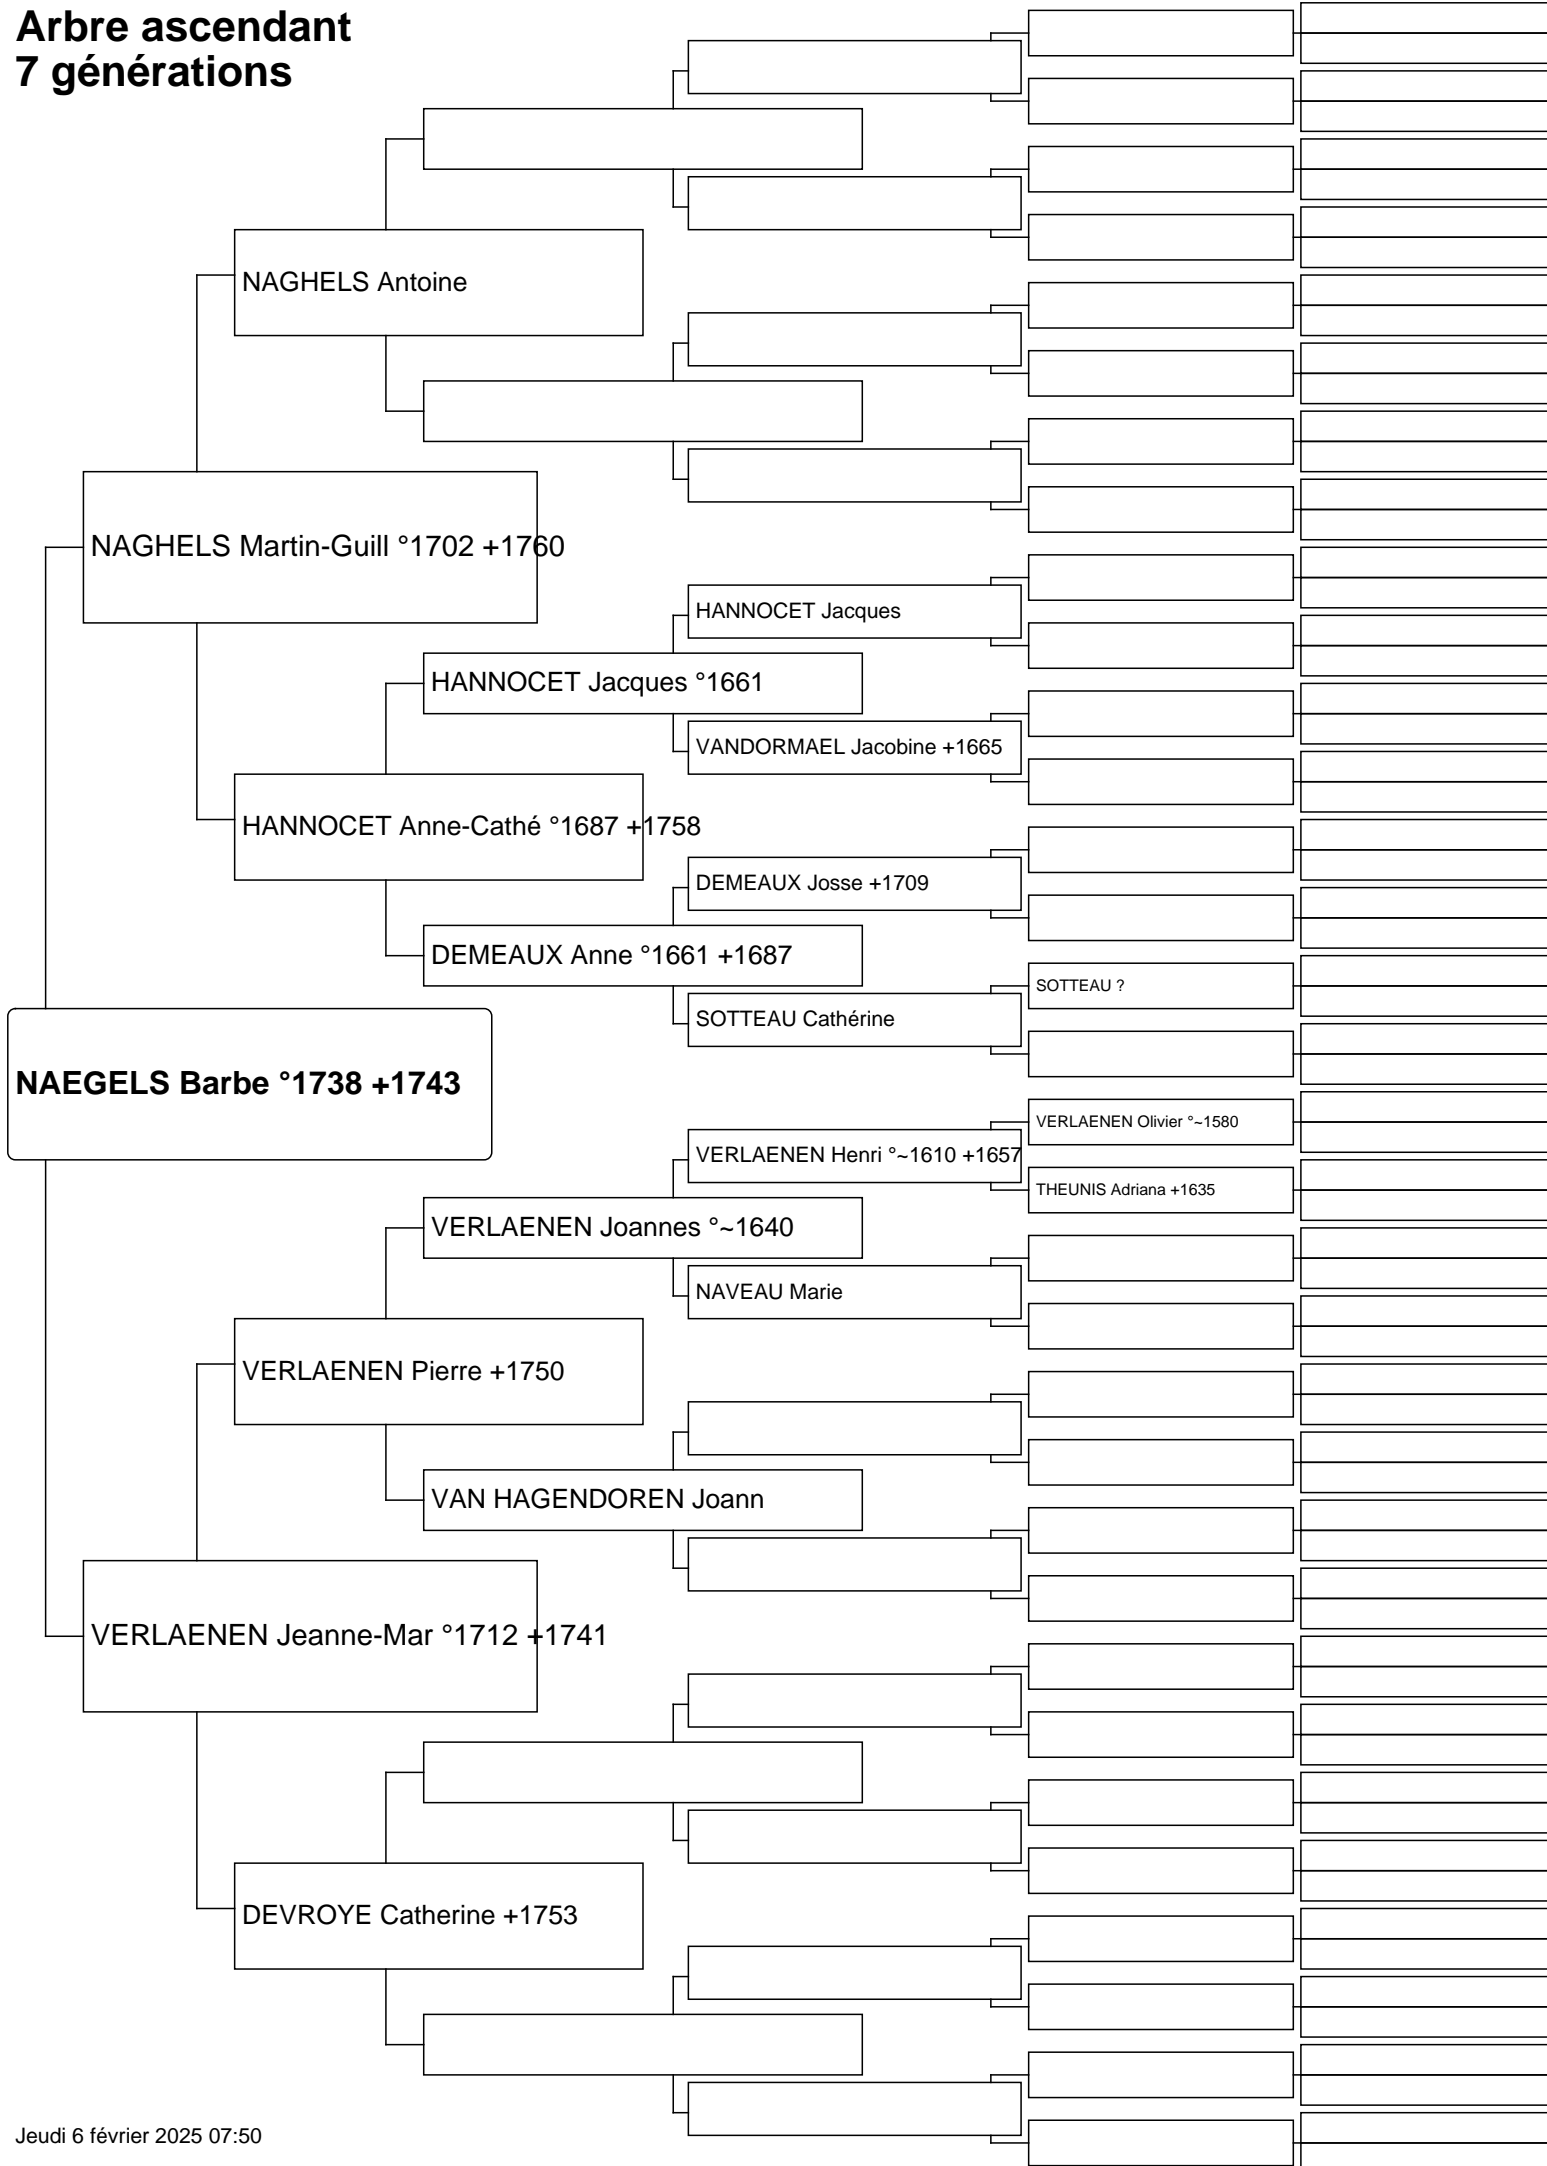 Arbre ascendant
7 générations
NAGHELS Antoine
NAGHELS Martin-Guill °1702 +1760
HANNOCET Jacques
HANNOCET Jacques °1661
VANDORMAEL Jacobine +1665
HANNOCET Anne-Cathé °1687 +1758
DEMEAUX Josse +1709
DEMEAUX Anne °1661 +1687
SOTTEAU ?
SOTTEAU Cathérine
NAEGELS Barbe °1738 +1743
VERLAENEN Olivier °~1580
VERLAENEN Henri °~1610 +1657
THEUNIS Adriana +1635
VERLAENEN Joannes °~1640
NAVEAU Marie
VERLAENEN Pierre +1750
VAN HAGENDOREN Joann
VERLAENEN Jeanne-Mar °1712 +1741
DEVROYE Catherine +1753
Jeudi 6 février 2025 07:50